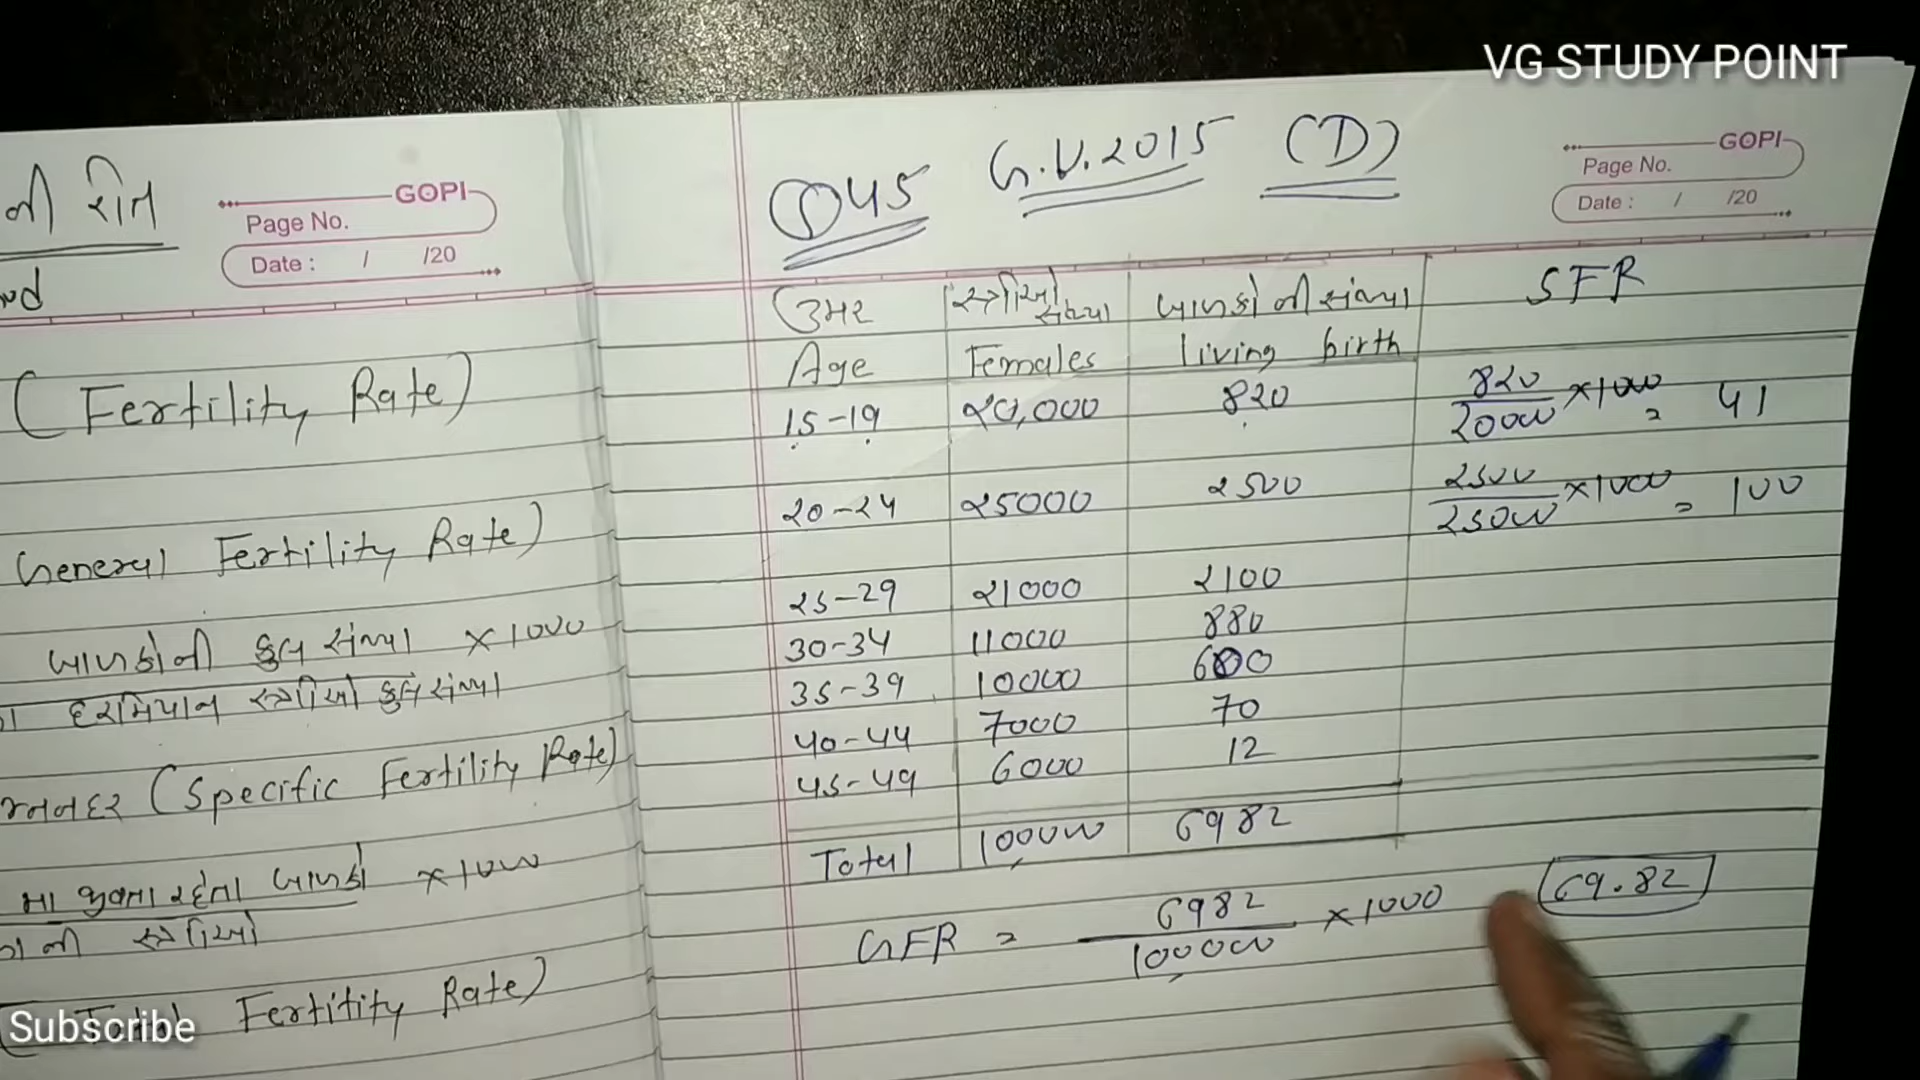 VG STUDY POINT
ની રીત
GOPI
Page No.
Date : / /20
(Fertility Rate)
General Fertility Rate)
બાળકોની કુલ સંખ્યા ×1000
દરમિયાન સ્ત્રીઓ કુલ સંખ્યા
(Specific Fertility Rate)
મા જીવતા રહેતા બાળકો ×1000
ની સ્ત્રીઓ
Fertitity Rate)
Subscribe
(D)
GOPI
Page No.
Date : / /20
ઉંમર સ્ત્રીઓ સંખ્યા બાળકો ની સંખ્યા SFR
Age Females living birth
15-19 20,000 820 820/20000 ×1000 = 41
20-24 25000 2500 2500/25000 ×1000 = 100
25-29 21000 2100
30-34 11000 880
35-39 10000 600
40-44 7000 70
45-49 6000 12
Total 100000 6982
GFR = 6982/100000 ×1000 69.82